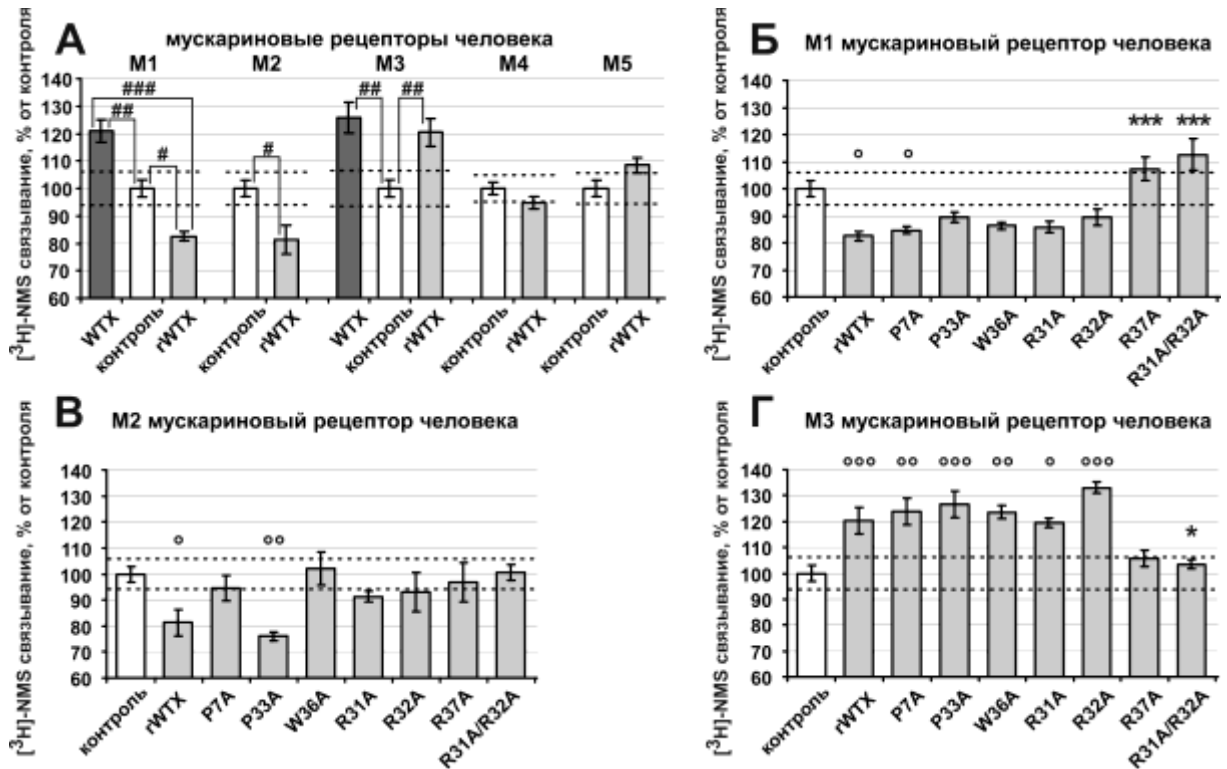 А
мускариновые рецепторы человека
M1 M2 M3 M4 M5
[³H]-NMS связывание, % от контроля
140
130
120
110
100
90
80
70
60
### ## # # ## ##
WTX контроль rWTX контроль rWTX WTX контроль rWTX контроль rWTX контроль rWTX
Б
М1 мускариновый рецептор человека
[³H]-NMS связывание, % от контроля
140
130
120
110
100
90
80
70
60
° ° *** ***
контроль rWTX P7A P33A W36A R31A R32A R37A R31A/R32A
В
М2 мускариновый рецептор человека
[³H]-NMS связывание, % от контроля
140
130
120
110
100
90
80
70
60
° °°
контроль rWTX P7A P33A W36A R31A R32A R37A R31A/R32A
Г
М3 мускариновый рецептор человека
[³H]-NMS связывание, % от контроля
140
130
120
110
100
90
80
70
60
°°° °° °°° °° ° °°° *
контроль rWTX P7A P33A W36A R31A R32A R37A R31A/R32A